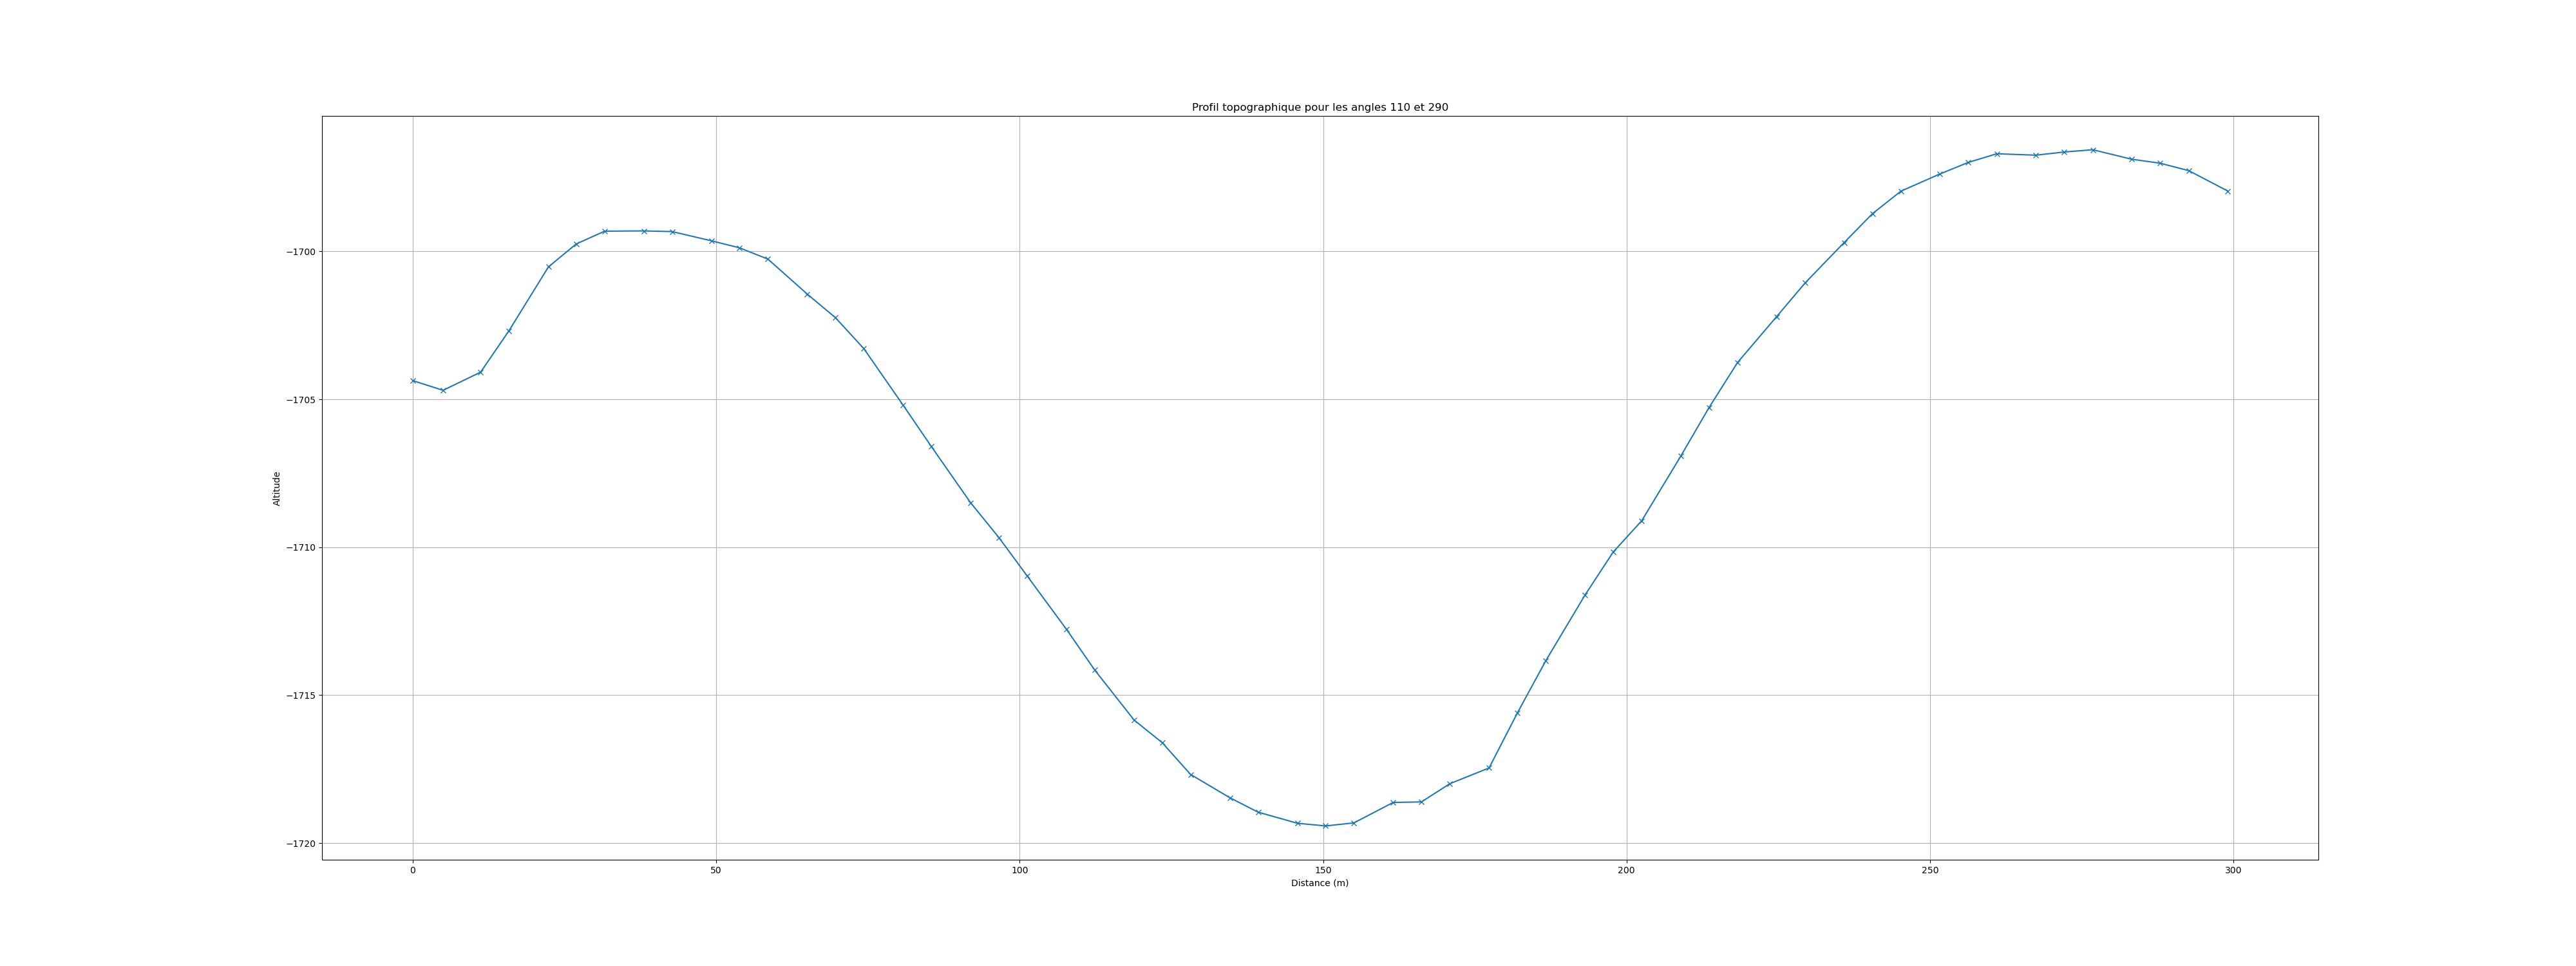 Profil topographique pour les angles 110 et 290
Altitude
−1700
−1705
−1710
−1715
−1720
0 50 100 150 200 250 300
Distance (m)